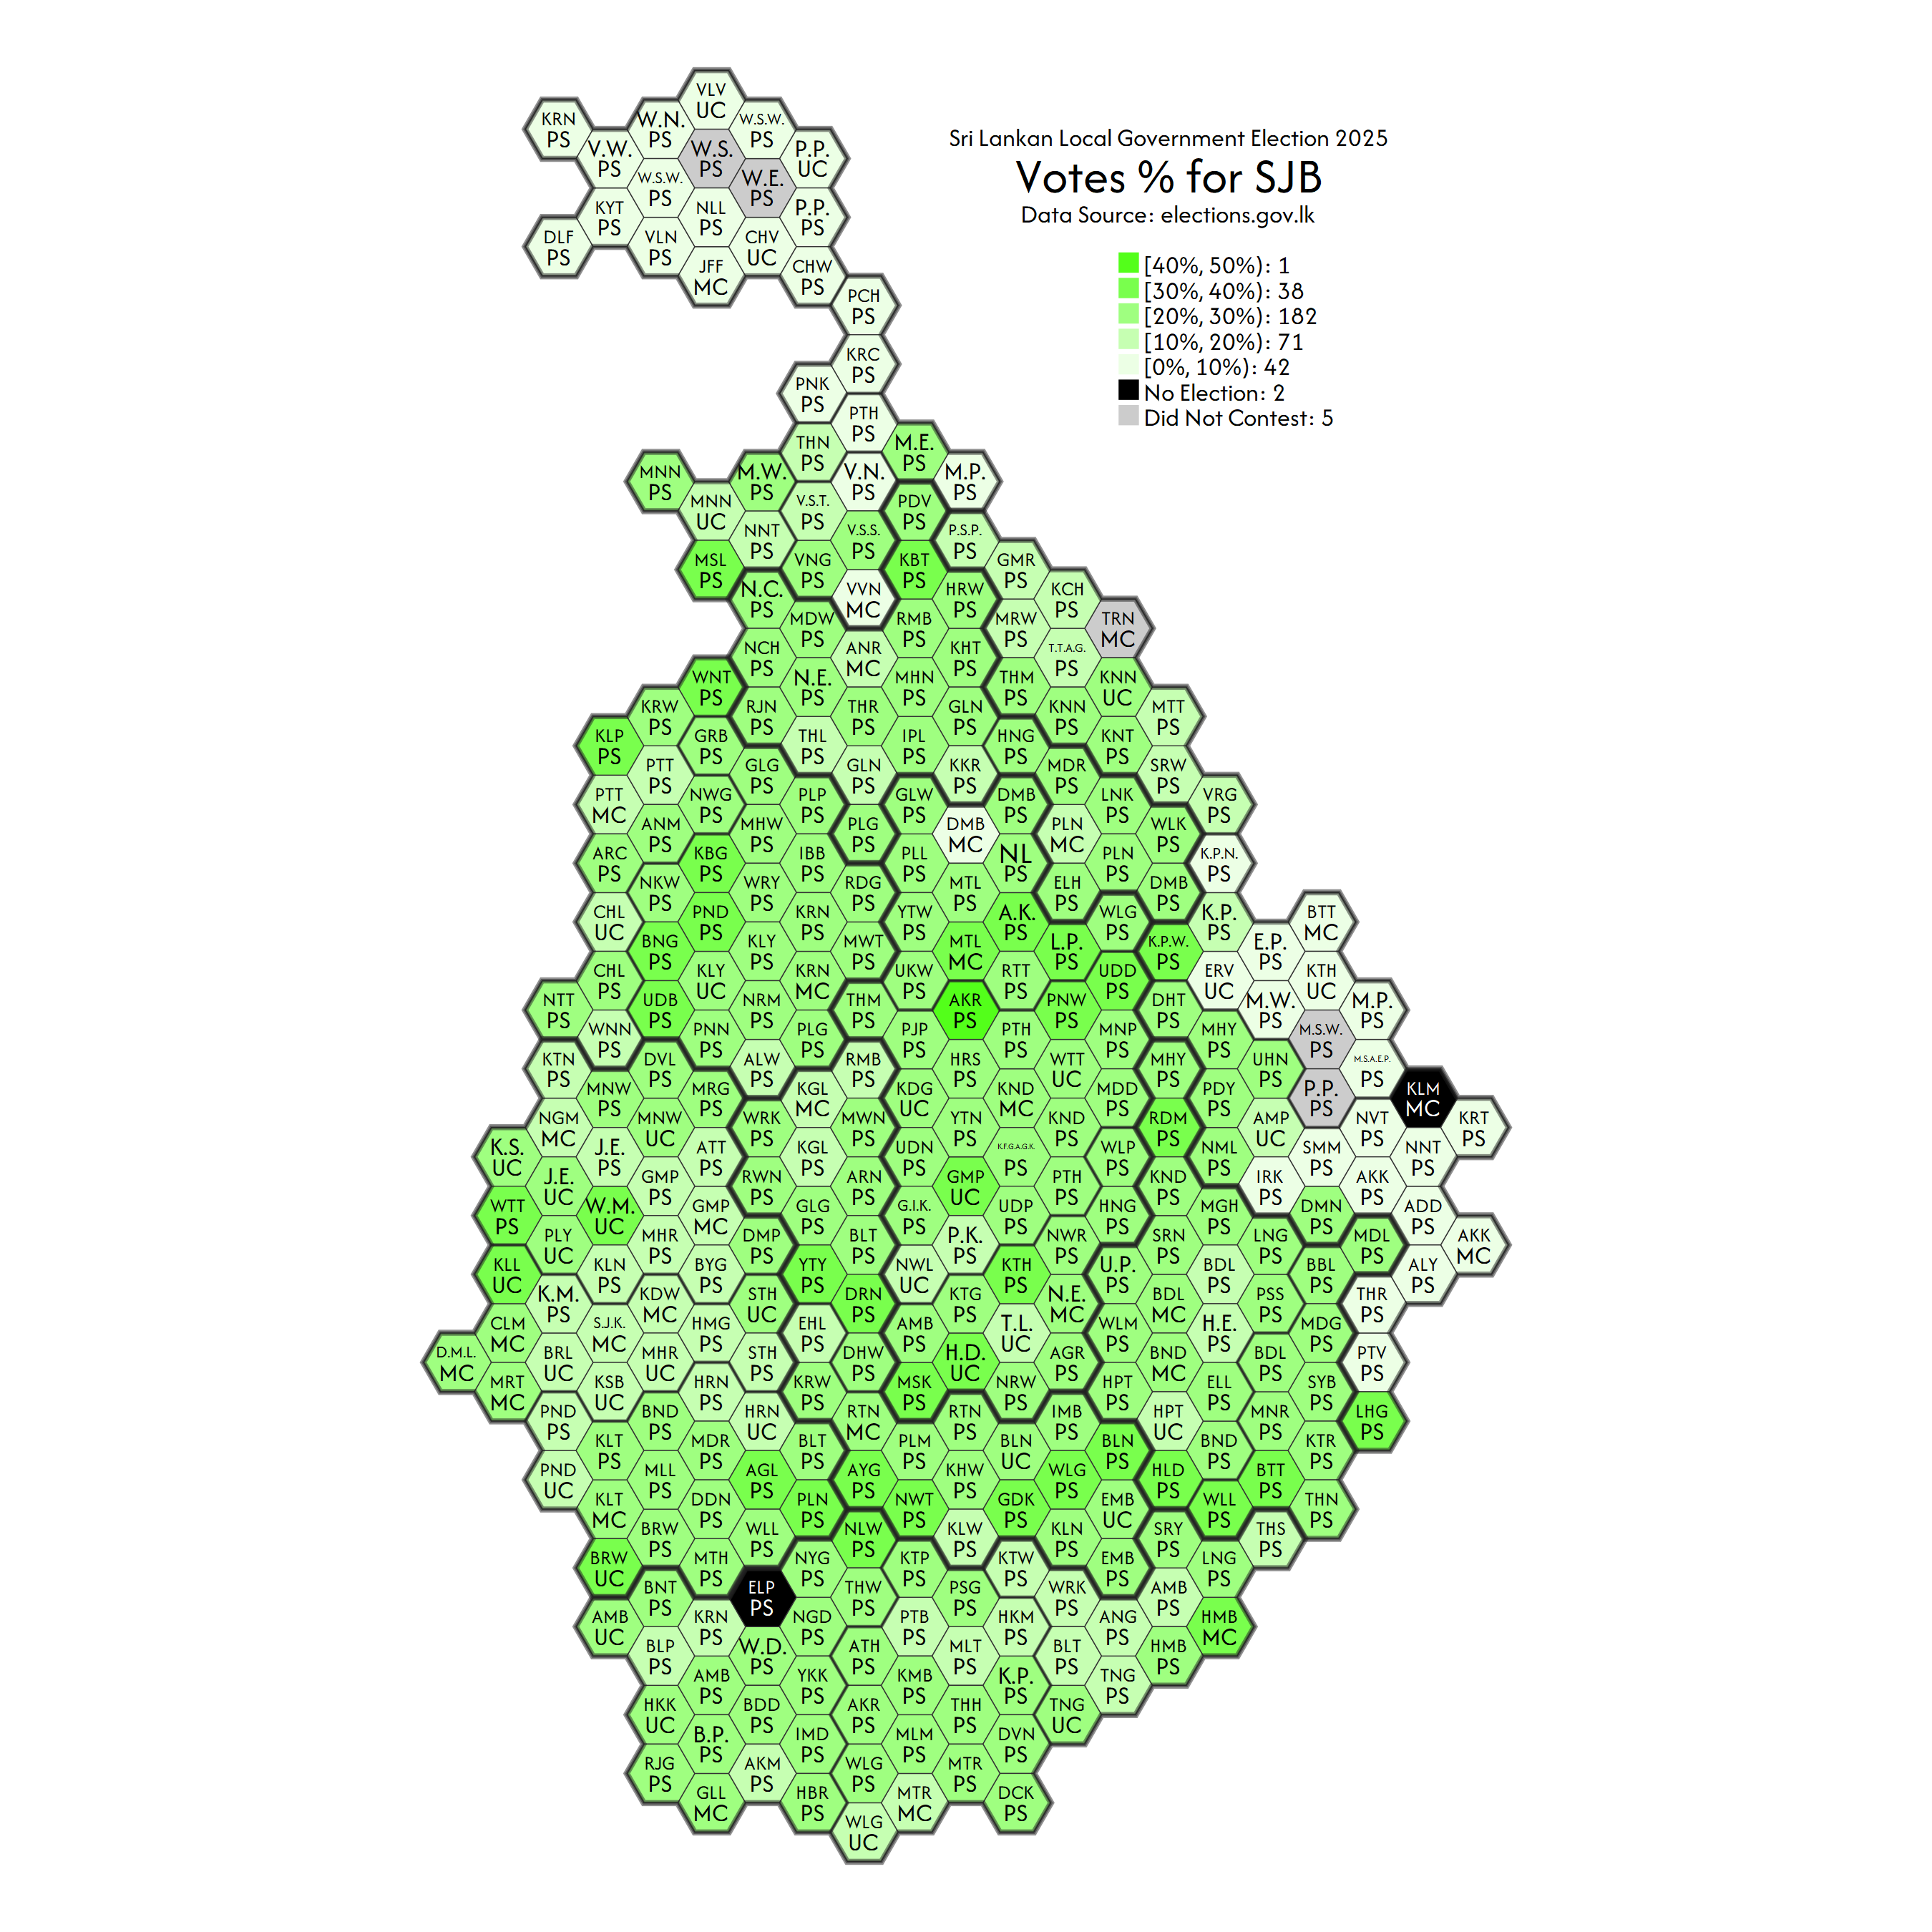 Sri Lankan Local Government Election 2025
Votes % for SJB
Data Source: elections.gov.lk
[40%, 50%): 1
[30%, 40%): 38
[20%, 30%): 182
[10%, 20%): 71
[0%, 10%): 42
No Election: 2
Did Not Contest: 5
VLV UC
KRN PS
W.N. PS
W.S.W. PS
V.W. PS
W.S. PS
P.P. UC
W.S.W. PS
W.E. PS
KYT PS
NLL PS
P.P. PS
DLF PS
VLN PS
CHV UC
JFF MC
CHW PS
PCH PS
KRC PS
PNK PS
PTH PS
THN PS
M.E. PS
MNN PS
M.W. PS
V.N. PS
M.P. PS
MNN UC
V.S.T. PS
PDV PS
NNT PS
V.S.S. PS
P.S.P. PS
MSL PS
VNG PS
KBT PS
GMR PS
N.C. PS
VVN MC
HRW PS
KCH PS
MDW PS
RMB PS
MRW PS
TRN MC
NCH PS
ANR MC
KHT PS
T.T.A.G. PS
WNT PS
N.E. PS
MHN PS
THM PS
KNN UC
KRW PS
RJN PS
THR PS
GLN PS
KNN PS
MTT PS
KLP PS
GRB PS
THL PS
IPL PS
HNG PS
KNT PS
PTT PS
GLG PS
GLN PS
KKR PS
MDR PS
SRW PS
PTT MC
NWG PS
PLP PS
GLW PS
DMB PS
LNK PS
VRG PS
ANM PS
MHW PS
PLG PS
DMB MC
PLN MC
WLK PS
ARC PS
KBG PS
IBB PS
PLL PS
NL PS
PLN PS
K.P.N. PS
NKW PS
WRY PS
RDG PS
MTL PS
ELH PS
DMB PS
CHL UC
PND PS
KRN PS
YTW PS
A.K. PS
WLG PS
K.P. PS
BTT MC
BNG PS
KLY PS
MWT PS
MTL MC
L.P. PS
K.P.W. PS
E.P. PS
CHL PS
KLY UC
KRN MC
UKW PS
RTT PS
UDD PS
ERV UC
KTH UC
NTT PS
UDB PS
NRM PS
THM PS
AKR PS
PNW PS
DHT PS
M.W. PS
M.P. PS
WNN PS
PNN PS
PLG PS
PJP PS
PTH PS
MNP PS
MHY PS
M.S.W. PS
KTN PS
DVL PS
ALW PS
RMB PS
HRS PS
WTT UC
MHY PS
UHN PS
M.S.A.E.P. PS
MNW PS
MRG PS
KGL MC
KDG UC
KND MC
MDD PS
PDY PS
P.P. PS
KLM MC
NGM MC
MNW UC
WRK PS
MWN PS
YTN PS
KND PS
RDM PS
AMP UC
NVT PS
KRT PS
K.S. UC
J.E. PS
ATT PS
KGL PS
UDN PS
K.F.G.A.G.K. PS
WLP PS
NML PS
SMM PS
NNT PS
J.E. UC
GMP PS
RWN PS
ARN PS
GMP UC
PTH PS
KND PS
IRK PS
AKK PS
WTT PS
W.M. UC
GMP MC
GLG PS
G.I.K. PS
UDP PS
HNG PS
MGH PS
DMN PS
ADD PS
PLY UC
MHR PS
DMP PS
BLT PS
P.K. PS
NWR PS
SRN PS
LNG PS
MDL PS
AKK MC
KLL UC
KLN PS
BYG PS
YTY PS
NWL UC
KTH PS
U.P. PS
BDL PS
BBL PS
ALY PS
K.M. PS
KDW MC
STH UC
DRN PS
KTG PS
N.E. MC
BDL MC
PSS PS
THR PS
CLM MC
S.J.K. MC
HMG PS
EHL PS
AMB PS
T.L. UC
WLM PS
H.E. PS
MDG PS
D.M.L. MC
BRL UC
MHR UC
STH PS
DHW PS
H.D. UC
AGR PS
BND MC
BDL PS
PTV PS
MRT MC
KSB UC
HRN PS
KRW PS
MSK PS
NRW PS
HPT PS
ELL PS
SYB PS
PND PS
BND PS
HRN UC
RTN MC
RTN PS
IMB PS
HPT UC
MNR PS
LHG PS
KLT PS
MDR PS
BLT PS
PLM PS
BLN UC
BLN PS
BND PS
KTR PS
PND UC
MLL PS
AGL PS
AYG PS
KHW PS
WLG PS
HLD PS
BTT PS
KLT MC
DDN PS
PLN PS
NWT PS
GDK PS
EMB UC
WLL PS
THN PS
BRW PS
WLL PS
NLW PS
KLW PS
KLN PS
SRY PS
THS PS
BRW UC
MTH PS
NYG PS
KTP PS
KTW PS
EMB PS
LNG PS
BNT PS
ELP PS
THW PS
PSG PS
WRK PS
AMB PS
AMB UC
KRN PS
NGD PS
PTB PS
HKM PS
ANG PS
HMB MC
BLP PS
W.D. PS
ATH PS
MLT PS
BLT PS
HMB PS
AMB PS
YKK PS
KMB PS
K.P. PS
TNG PS
HKK UC
BDD PS
AKR PS
THH PS
TNG UC
B.P. PS
IMD PS
MLM PS
DVN PS
RJG PS
AKM PS
WLG PS
MTR PS
GLL MC
HBR PS
MTR MC
DCK PS
WLG UC